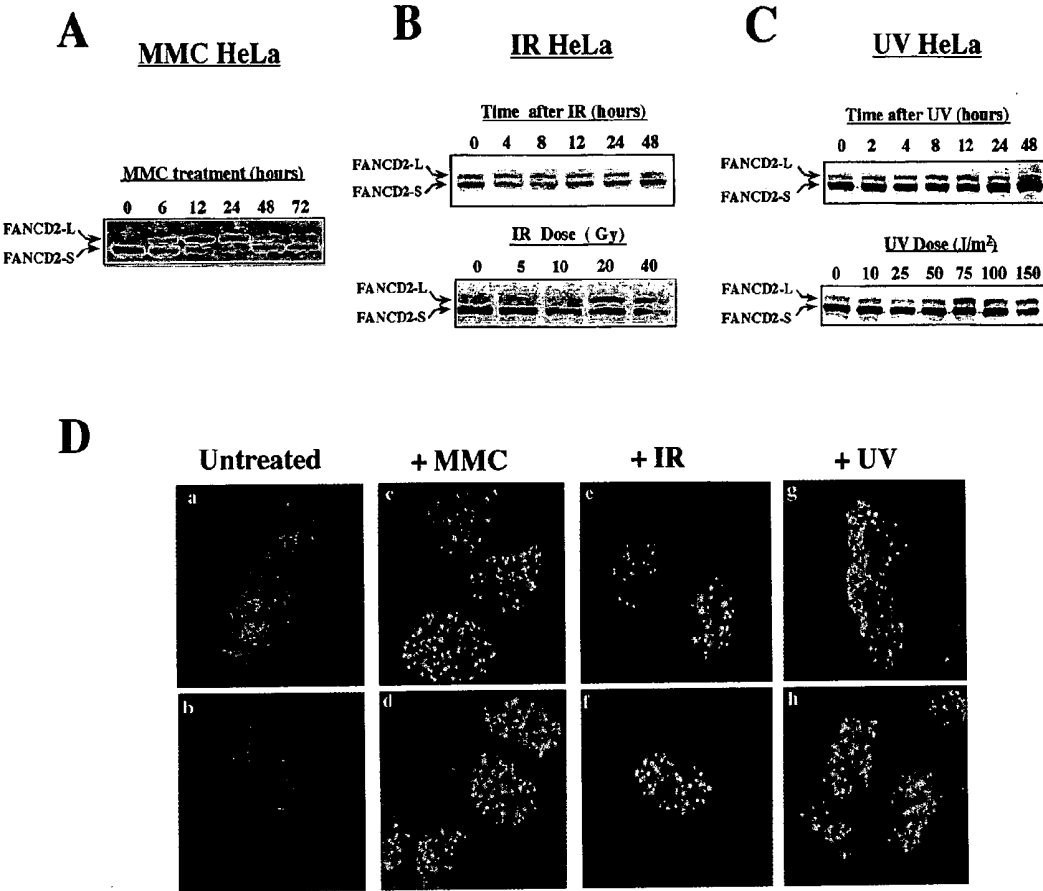 A
MMC HeLa
MMC treatment (hours)
0 6 12 24 48 72
FANCD2-L
FANCD2-S
B
IR HeLa
Time after IR (hours)
0 4 8 12 24 48
FANCD2-L
FANCD2-S
IR Dose ( Gy)
0 5 10 20 40
FANCD2-L
FANCD2-S
C
UV HeLa
Time after UV (hours)
0 2 4 8 12 24 48
FANCD2-L
FANCD2-S
UV Dose (J/m²)
0 10 25 50 75 100 150
FANCD2-L
FANCD2-S
D
Untreated + MMC + IR + UV
a c e g
b d f h